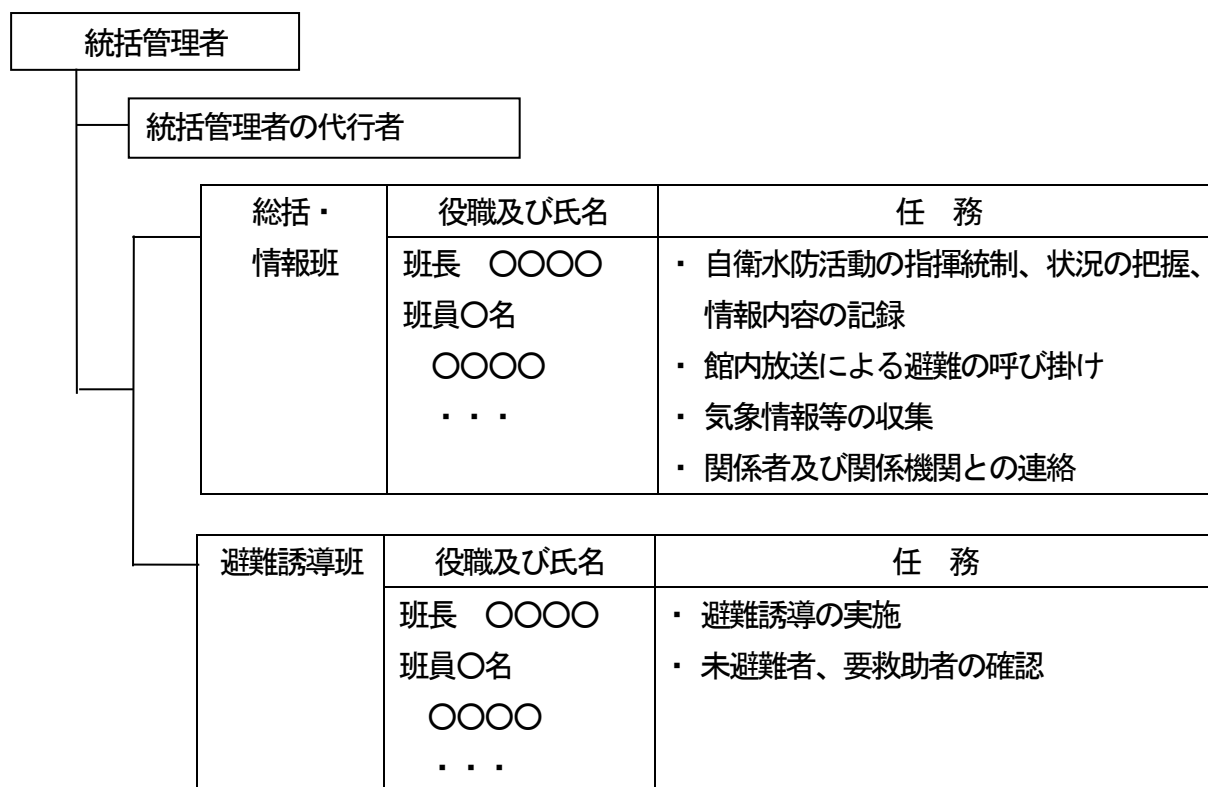 統括管理者
統括管理者の代行者
総括・
情報班
役職及び氏名
任　務
班長　〇〇〇〇
班員〇名
〇〇〇〇
・・・
・ 自衛水防活動の指揮統制、状況の把握、
情報内容の記録
・ 館内放送による避難の呼び掛け
・ 気象情報等の収集
・ 関係者及び関係機関との連絡
避難誘導班
役職及び氏名
任　務
班長　〇〇〇〇
班員〇名
〇〇〇〇
・・・
・ 避難誘導の実施
・ 未避難者、要救助者の確認